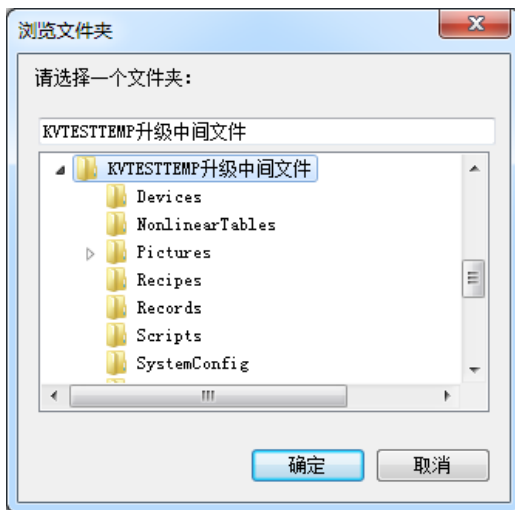 浏览文件夹
请选择一个文件夹:
KVTESTTEMP升级中间文件
KVTESTTEMP升级中间文件
Devices
NonlinearTables
Pictures
Recipes
Records
Scripts
SystemConfig
确定
取消